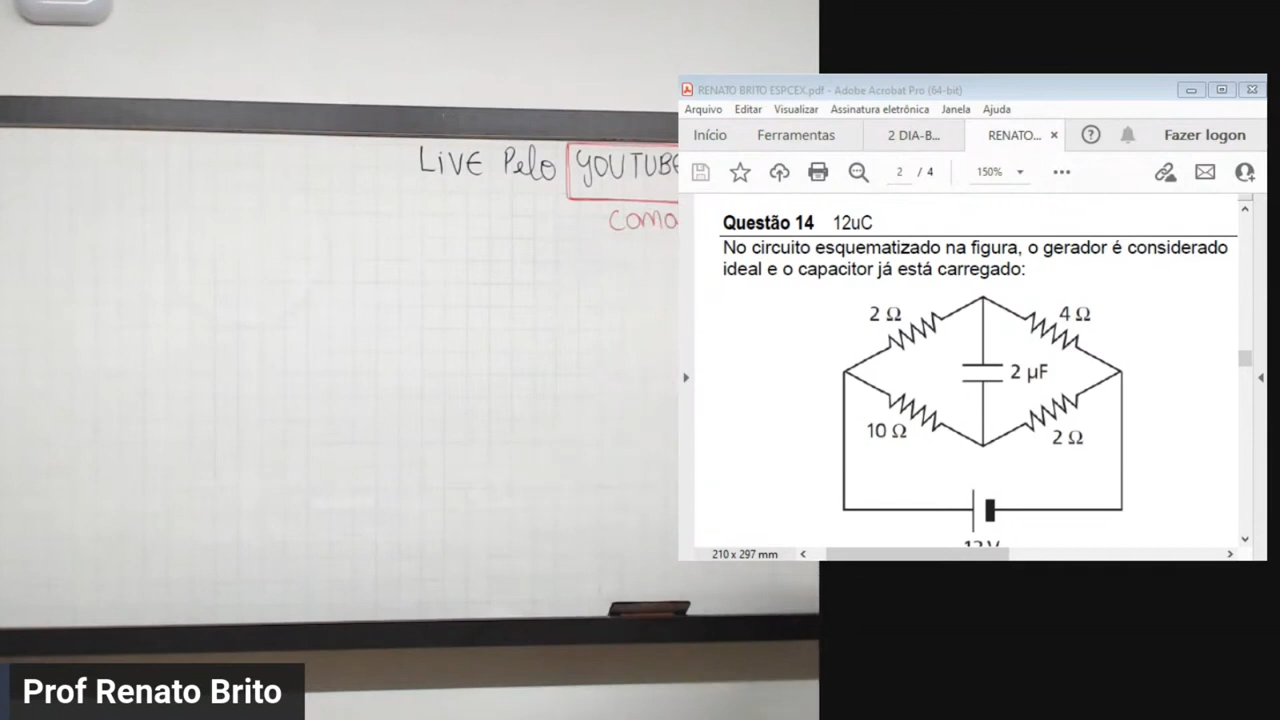 LIVE Pelo YOUTUBE
como
RENATO BRITO ESPCEX.pdf - Adobe Acrobat Pro (64-bit)
Arquivo Editar Visualizar Assinatura eletrônica Janela Ajuda
Início Ferramentas 2 DIA-B... RENATO... × ? Fazer logon
2 / 4 150%
Questão 14 12uC
No circuito esquematizado na figura, o gerador é considerado
ideal e o capacitor já está carregado:
2 Ω 4 Ω
2 µF
10 Ω 2 Ω
12 V
210 x 297 mm
Prof Renato Brito